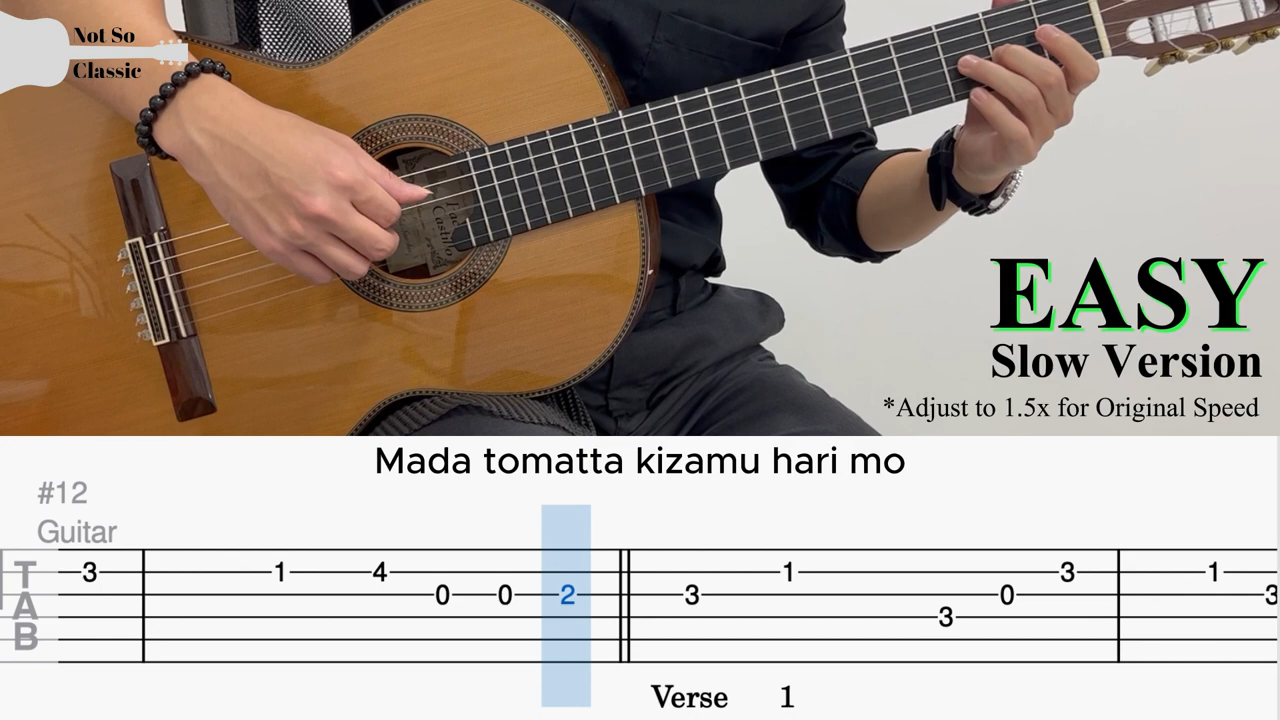 Not So
Classic
EASY
Slow Version
*Adjust to 1.5x for Original Speed
Mada tomatta kizamu hari mo
#12
Guitar
T
A
B
3 1 4 0 0 2 3 1 3 0 3 1 3
Verse 1